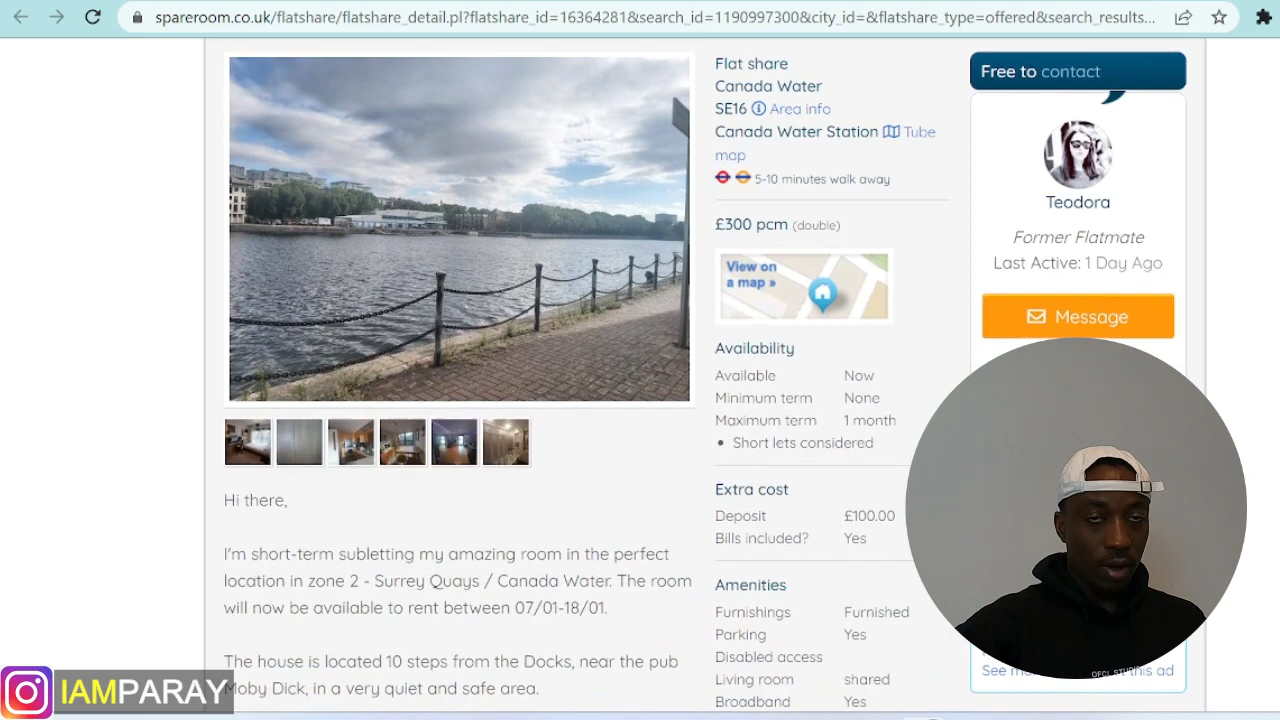 spareroom.co.uk/flatshare/flatshare_detail.pl?flatshare_id=16364281&search_id=1190997300&city_id=&flatshare_type=offered&search_results...
Flat share
Canada Water
SE16 Area info
Canada Water Station Tube
map
5-10 minutes walk away
£300 pcm (double)
View on
a map »
Availability
Available Now
Minimum term None
Maximum term 1 month
• Short lets considered
Extra cost
Deposit £100.00
Bills included? Yes
Amenities
Furnishings Furnished
Parking Yes
Disabled access
Living room shared
Broadband Yes
Free to contact
Teodora
Former Flatmate
Last Active: 1 Day Ago
Message
See this ad
Hi there,
I'm short-term subletting my amazing room in the perfect
location in zone 2 - Surrey Quays / Canada Water. The room
will now be available to rent between 07/01-18/01.
The house is located 10 steps from the Docks, near the pub
Moby Dick, in a very quiet and safe area.
IAMPARAY